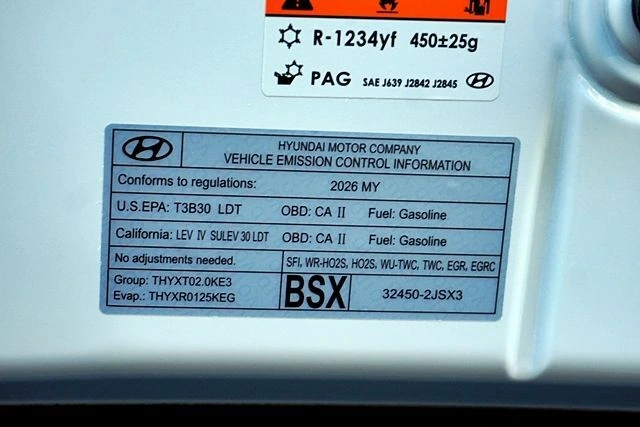 R-1234yf 450±25g
PAG SAE J639 J2842 J2845
HYUNDAI MOTOR COMPANY
VEHICLE EMISSION CONTROL INFORMATION
Conforms to regulations: 2026 MY
U.S.EPA: T3B30 LDT OBD: CA II Fuel: Gasoline
California: LEV IV SULEV 30 LDT OBD: CA II Fuel: Gasoline
No adjustments needed. SFI, WR-HO2S, HO2S, WU-TWC, TWC, EGR, EGRC
Group: THYXT02.0KE3
Evap.: THYXR0125KEG
BSX 32450-2JSX3